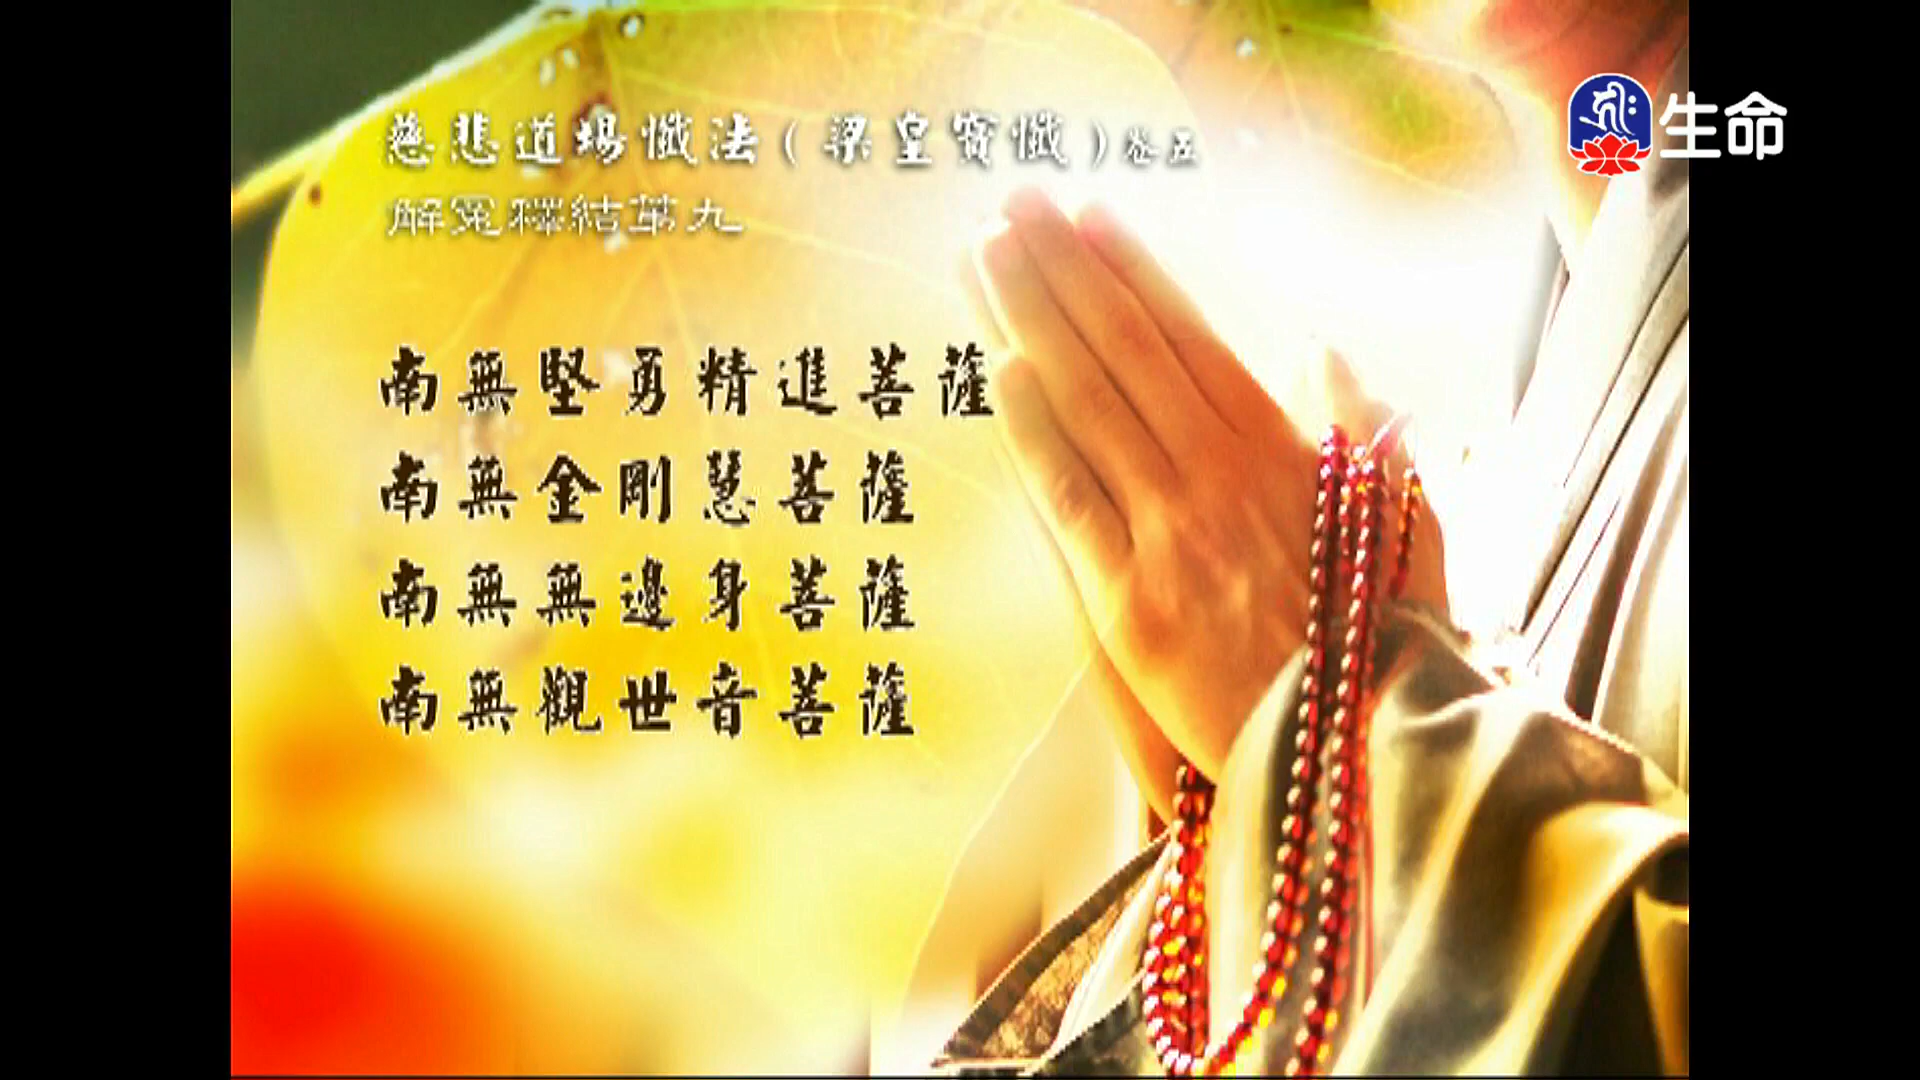 慈悲道場懺法(梁皇寶懺)卷五
解冤釋結第九
南無堅勇精進菩薩
南無金剛慧菩薩
南無無邊身菩薩
南無觀世音菩薩
生命